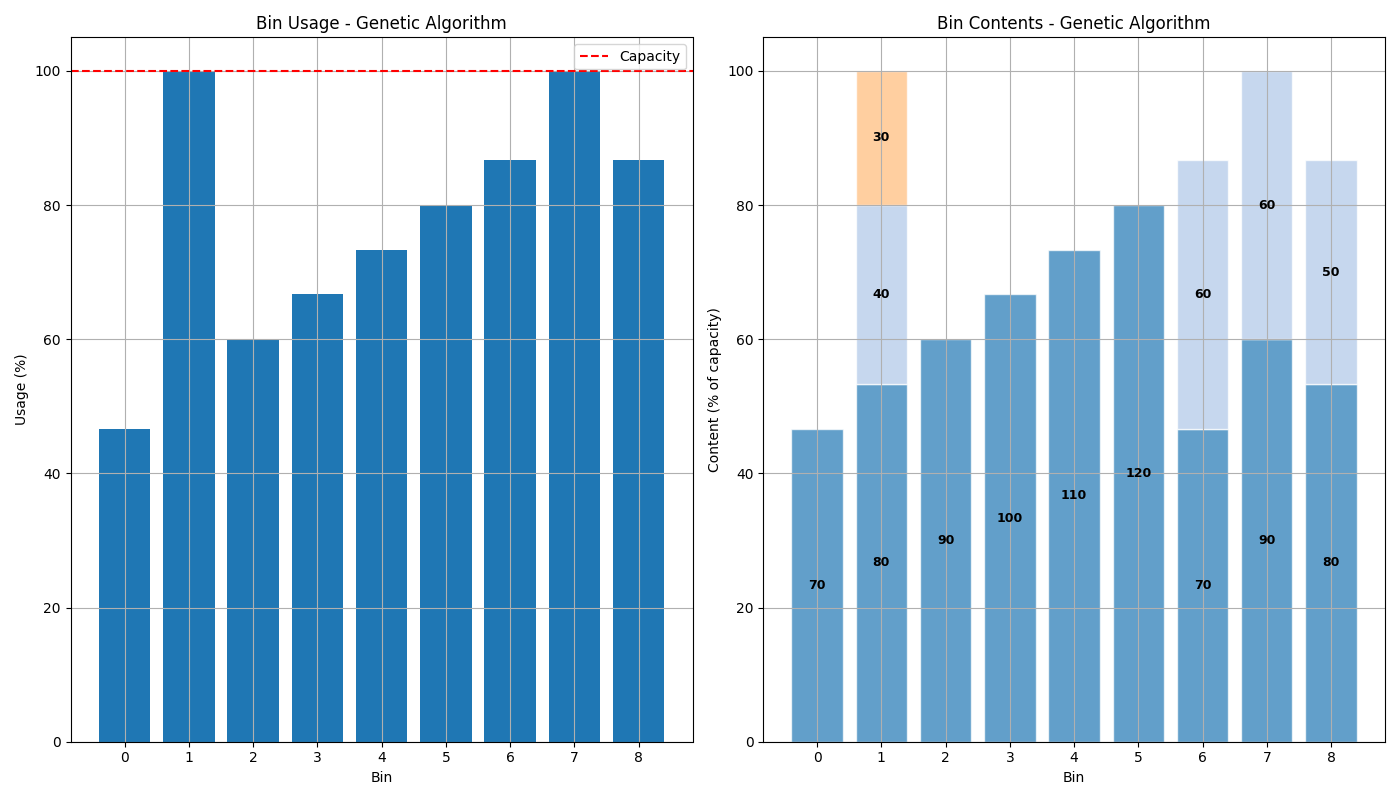 Bin Usage - Genetic Algorithm
Capacity
100
80
60
40
20
0
Usage (%)
0 1 2 3 4 5 6 7 8
Bin
Bin Contents - Genetic Algorithm
100
80
60
40
20
0
Content (% of capacity)
30
60
50
40
60
120
110
100
90
90
80
80
70
70
0 1 2 3 4 5 6 7 8
Bin